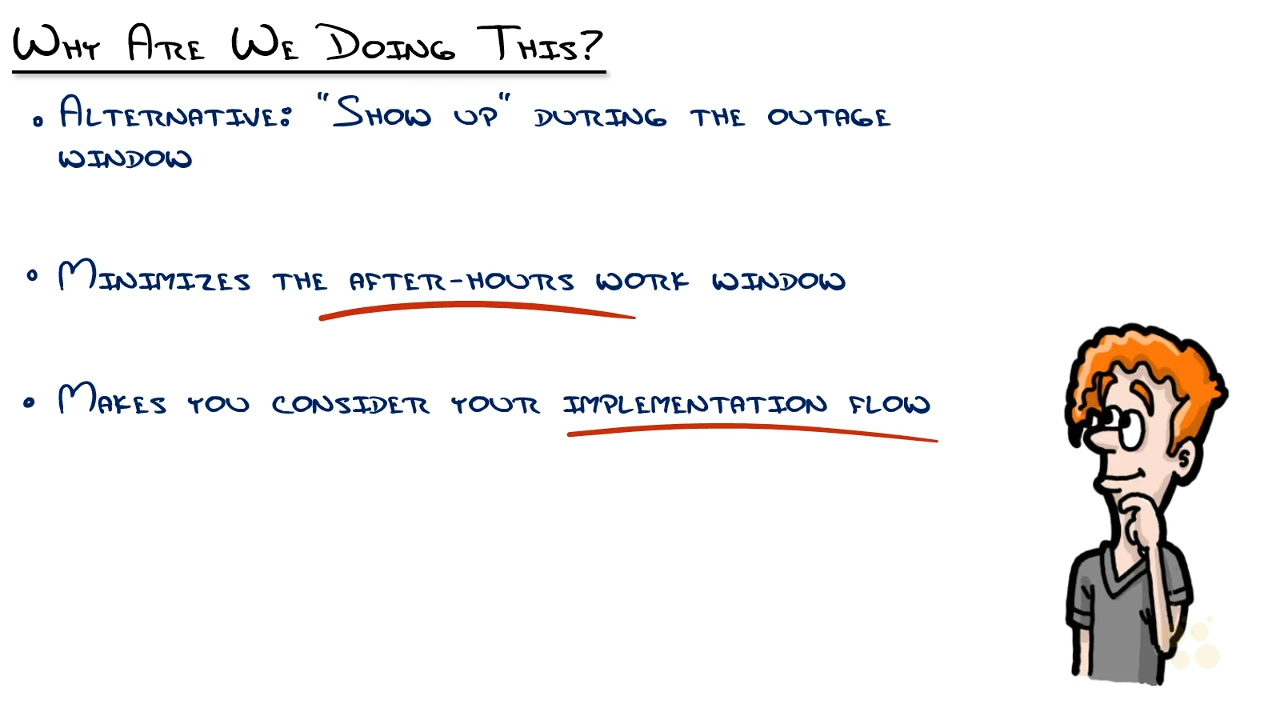 Why Are We Doing This?
Alternative: "Show up" during the outage
window
Minimizes the after-hours work window
Makes you consider your implementation flow